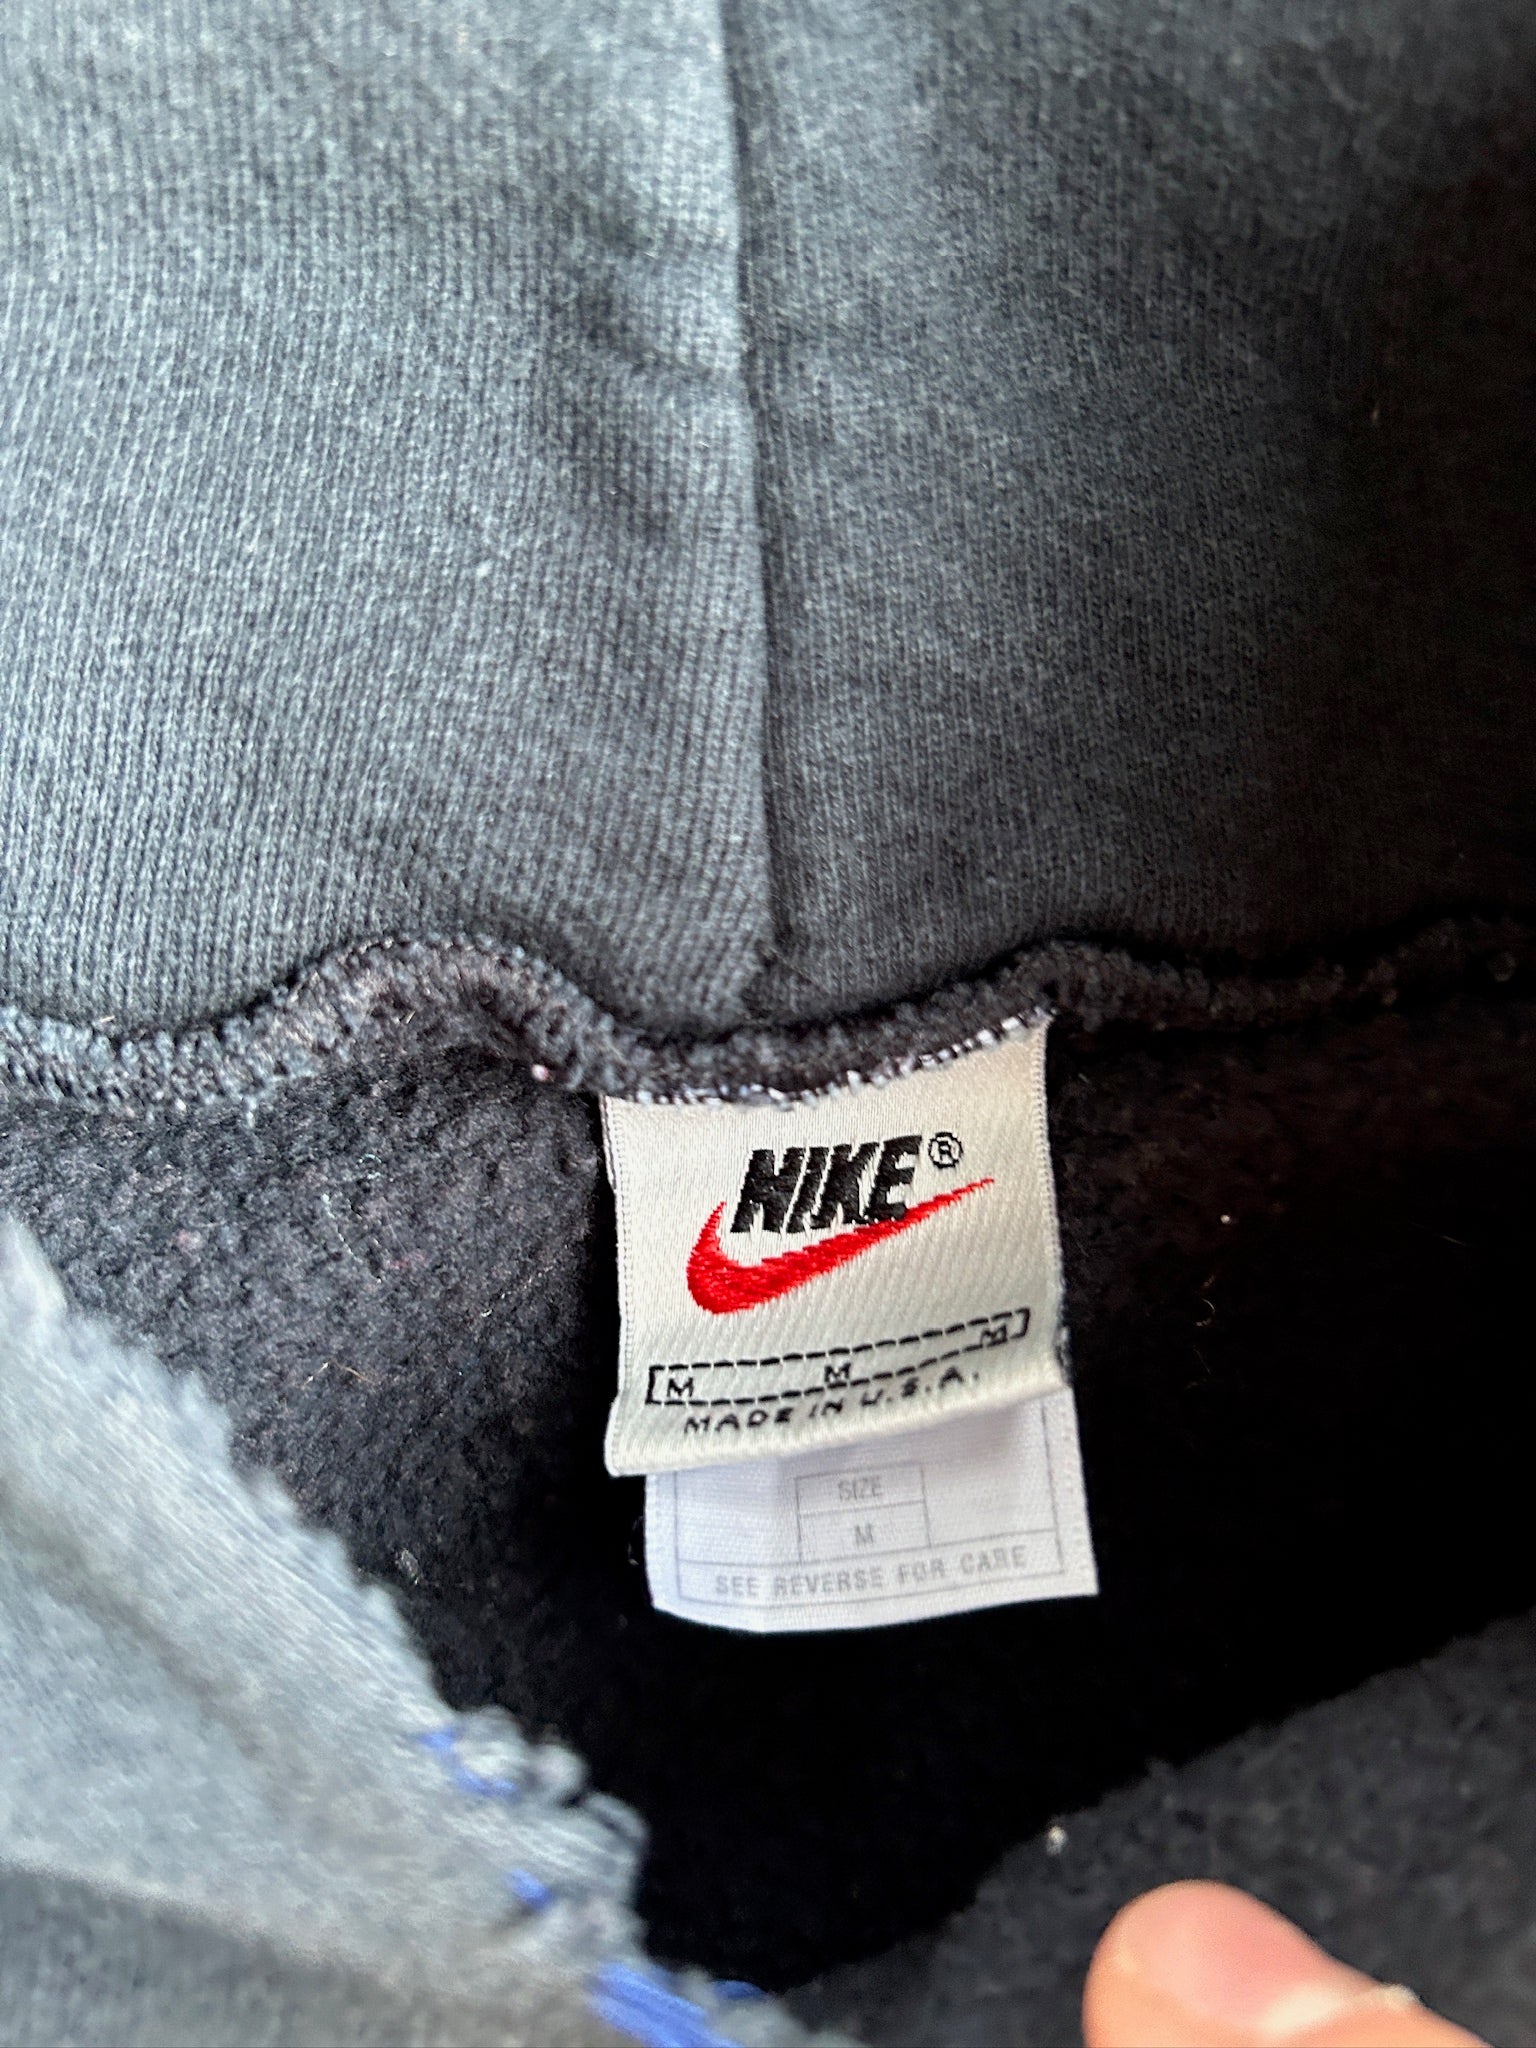 NIKE®
M M M
MADE IN U.S.A.
SIZE
M
SEE REVERSE FOR CARE